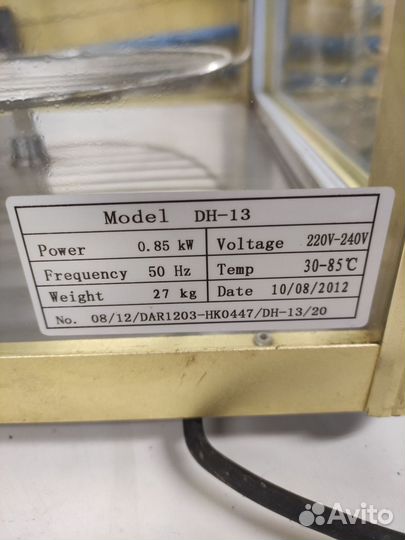 Model DH-13
Power 0.85 kW Voltage 220V-240V
Frequency 50 Hz Temp 30-85℃
Weight 27 kg Date 10/08/2012
No. 08/12/DAR1203-HK0447/DH-13/20
Avito